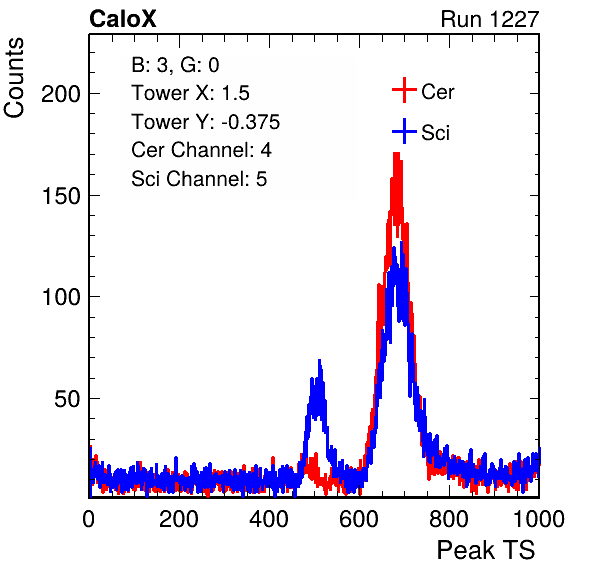 CaloX Run 1227
Counts
B: 3, G: 0
Tower X: 1.5
Tower Y: -0.375
Cer Channel: 4
Sci Channel: 5
Cer
Sci
200
150
100
50
0 200 400 600 800 1000
Peak TS